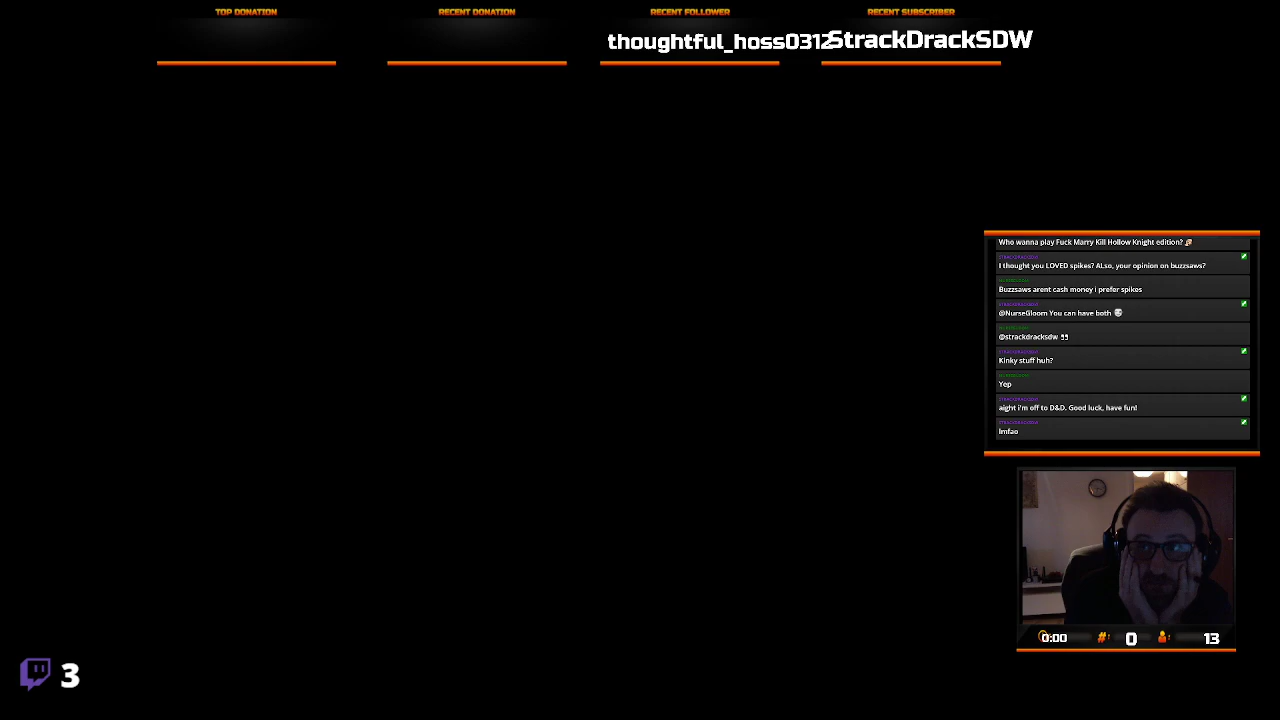 TOP DONATION
RECENT DONATION
RECENT FOLLOWER
RECENT SUBSCRIBER
thoughtful_hoss0312
StrackDrackSDW
Who wanna play Fuck Marry Kill Hollow Knight edition?
I thought you LOVED spikes? ALso, your opinion on buzzsaws?
Buzzsaws arent cash money i prefer spikes
@NurseGloom You can have both
@strackdracksdw
Kinky stuff huh?
Yep
aight i'm off to D&D. Good luck, have fun!
lmfao
0:00
#:
0
13
3